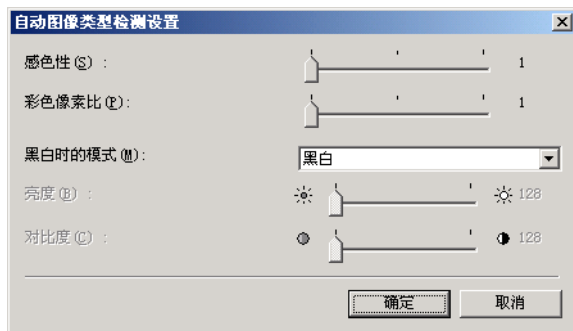 自动图像类型检测设置
感色性(S) : 1
彩色像素比(P): 1
黑白时的模式(M): 黑白
亮度(B) : 128
对比度(C) : 128
确定 取消